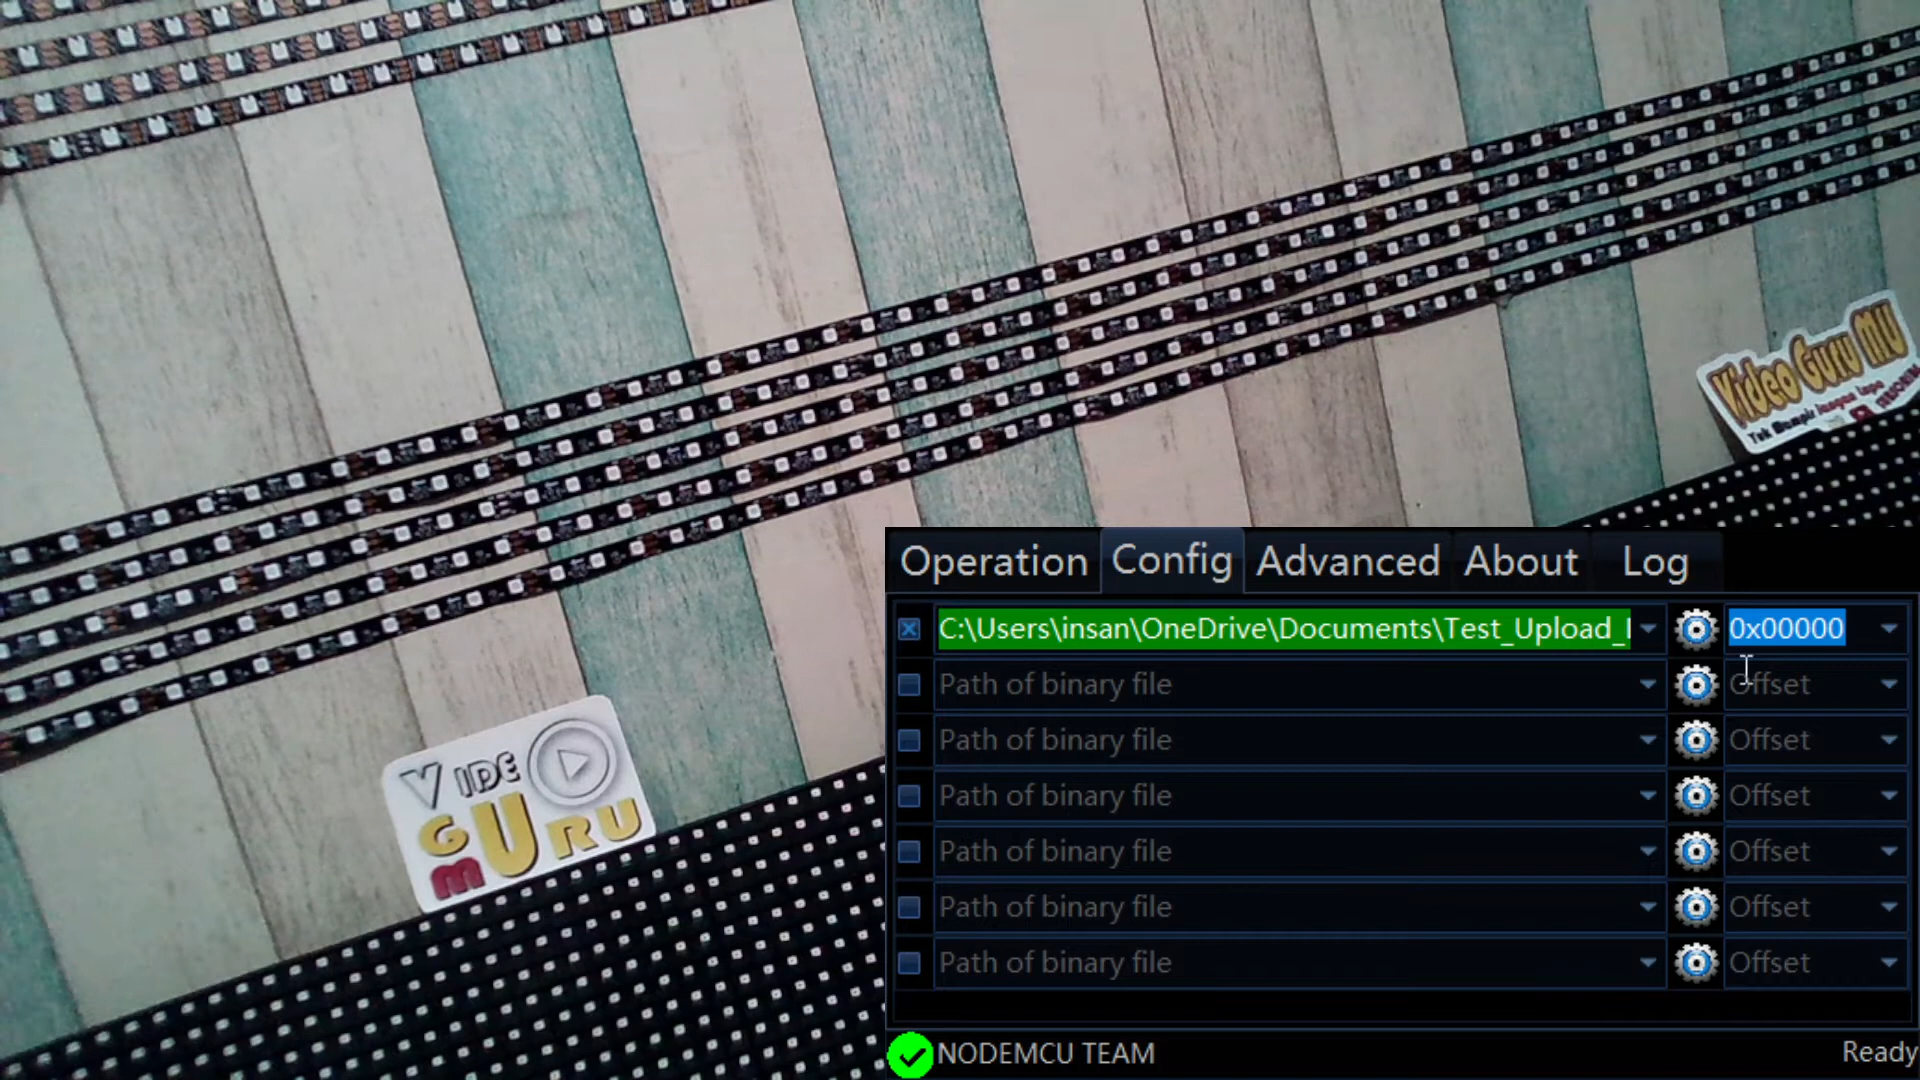 Video Guru MU
VIDE
GURU
M
Operation Config Advanced About Log
C:\Users\insan\OneDrive\Documents\Test_Upload_ 0x00000
Path of binary file Offset
Path of binary file Offset
Path of binary file Offset
Path of binary file Offset
Path of binary file Offset
Path of binary file Offset
NODEMCU TEAM Ready